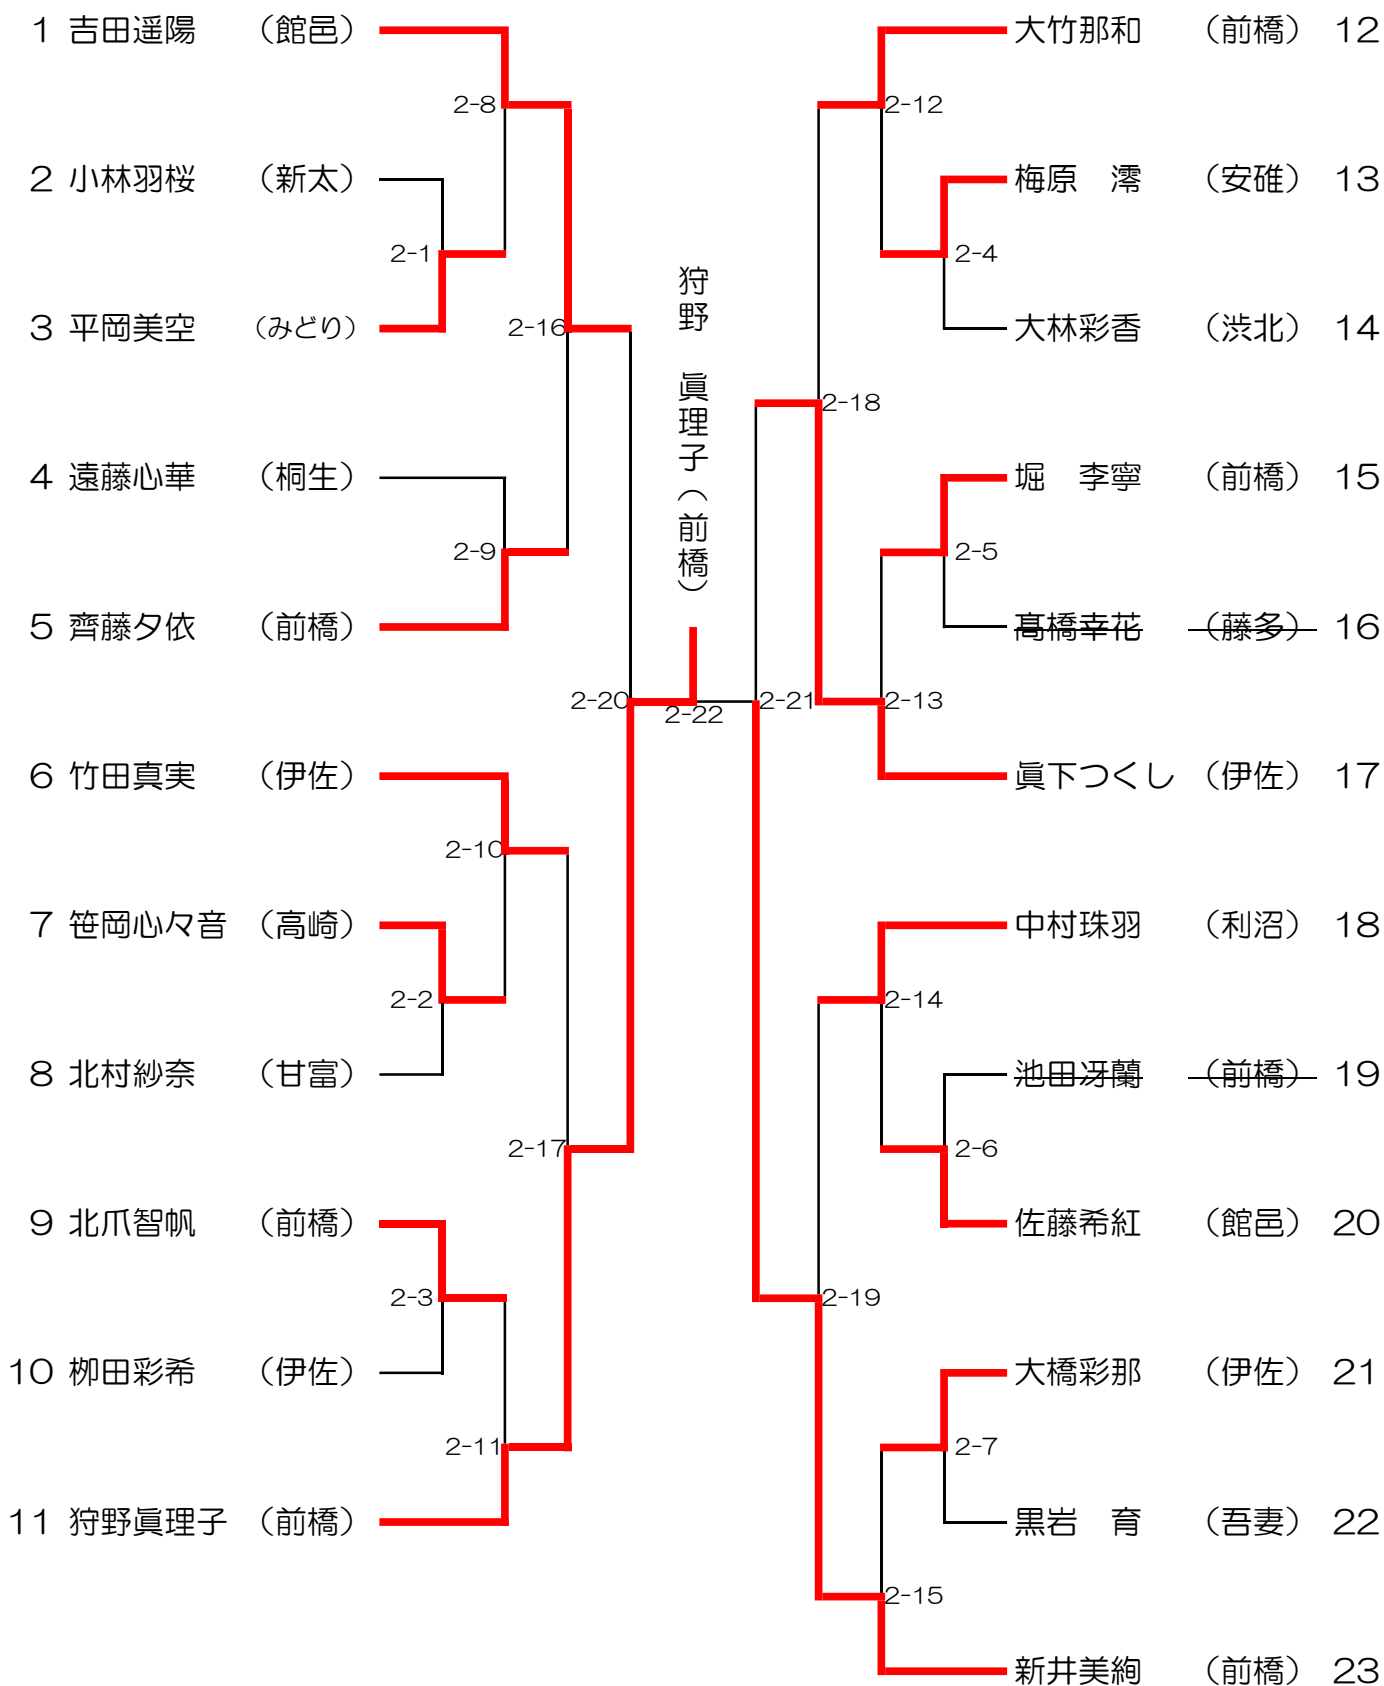 1 吉田遥陽 （館邑）
2-8
2 小林羽桜 （新太）
2-1
3 平岡美空 （みどり）
2-16
4 遠藤心華 （桐生）
2-9
5 齊藤夕依 （前橋）
2-20
6 竹田真実 （伊佐）
2-10
7 笹岡心々音 （高崎）
2-2
8 北村紗奈 （甘富）
2-17
9 北爪智帆 （前橋）
2-3
10 栁田彩希 （伊佐）
2-11
11 狩野眞理子 （前橋）
狩野　眞理子（前橋）
2-22
大竹那和 （前橋） 12
2-12
梅原　澪 （安碓） 13
2-4
大林彩香 （渋北） 14
2-18
堀　李寧 （前橋） 15
2-5
髙橋幸花 （藤多） 16
2-21
2-13
眞下つくし （伊佐） 17
中村珠羽 （利沼） 18
2-14
池田冴蘭 （前橋） 19
2-6
佐藤希紅 （館邑） 20
2-19
大橋彩那 （伊佐） 21
2-7
黒岩　育 （吾妻） 22
2-15
新井美絢 （前橋） 23